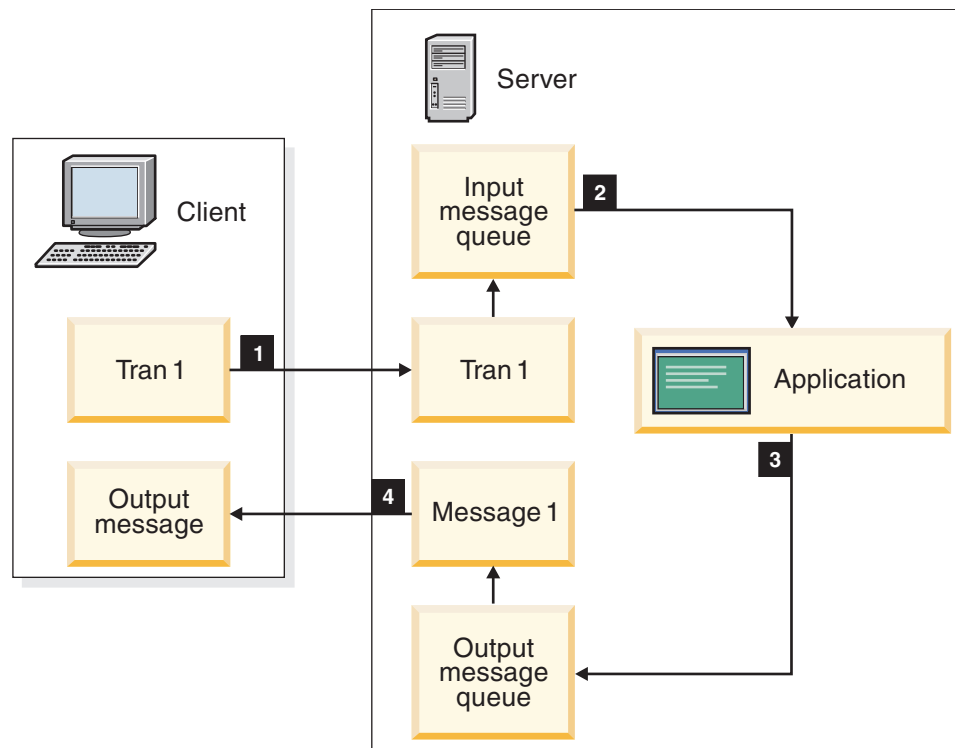 Server
Client
Input
message
queue
2
Tran 1
1
Tran 1
Application
3
Output
message
4
Message 1
Output
message
queue